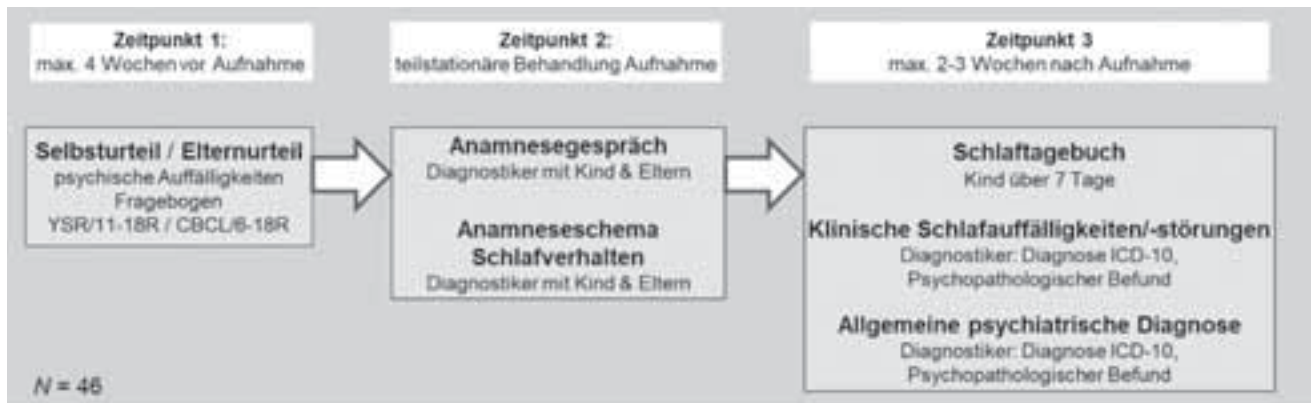 Zeitpunkt 1:
max. 4 Wochen vor Aufnahme
Zeitpunkt 2:
teilstationäre Behandlung Aufnahme
Zeitpunkt 3
max. 2-3 Wochen nach Aufnahme
Selbsturteil / Elternurteil
psychische Auffälligkeiten
Fragebogen
YSR/11-18R / CBCL/6-18R
Anamnesegespräch
Diagnostiker mit Kind & Eltern
Anamneseschema
Schlafverhalten
Diagnostiker mit Kind & Eltern
Schlaftagebuch
Kind über 7 Tage
Klinische Schlafauffälligkeiten/-störungen
Diagnostiker: Diagnose ICD-10,
Psychopathologischer Befund
Allgemeine psychiatrische Diagnose
Diagnostiker: Diagnose ICD-10,
Psychopathologischer Befund
N = 46